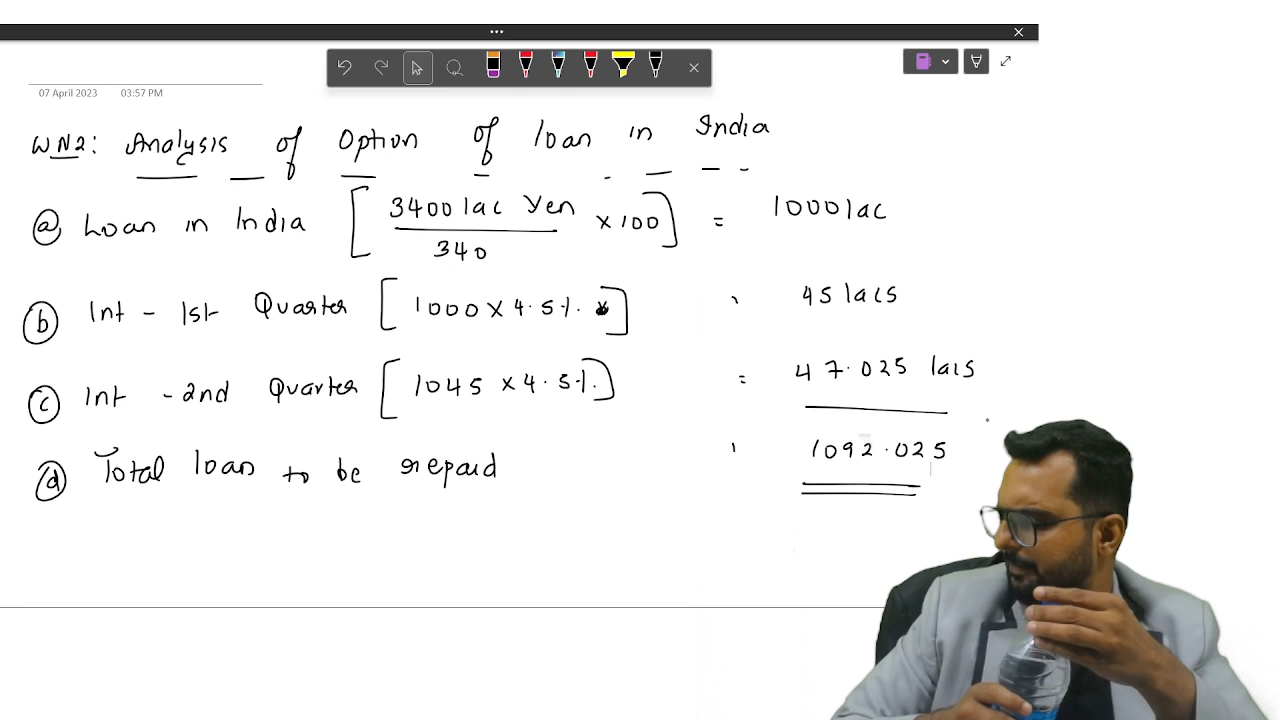 07 April 2023 03:57 PM
WN2: Analysis of Option of loan in India
(a) Loan in India [3400 lac Yen / 340 × 100] = 1000 lac
(b) Int - 1st Quarter [1000 × 4.5%.] = 45 lacs
(c) Int - 2nd Quarter [1045 × 4.5%.] = 47.025 lacs
(d) Total loan to be repaid = 1092.025